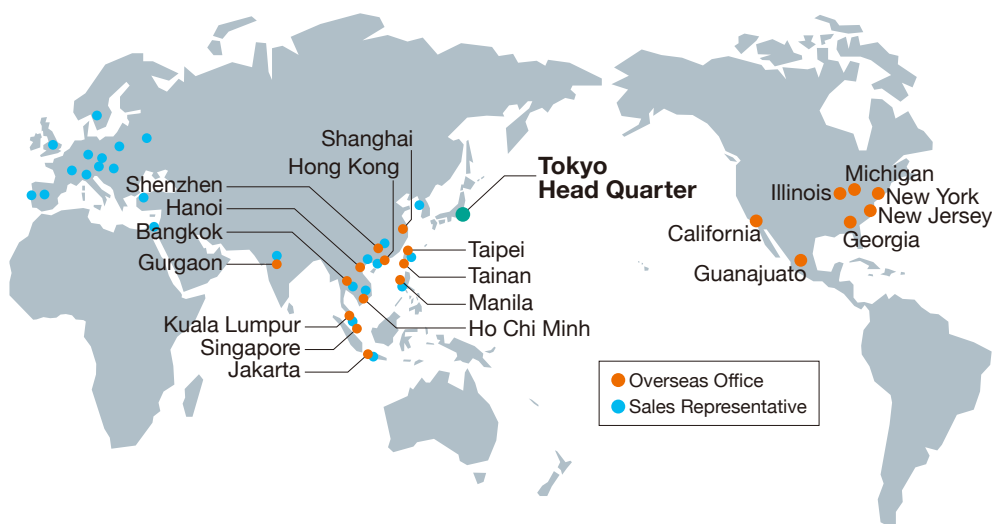 Shanghai
Hong Kong
Shenzhen
Hanoi
Bangkok
Gurgaon
Kuala Lumpur
Singapore
Jakarta
Tokyo
Head Quarter
Taipei
Tainan
Manila
Ho Chi Minh
Michigan
Illinois
New York
New Jersey
California
Georgia
Guanajuato
Overseas Office
Sales Representative